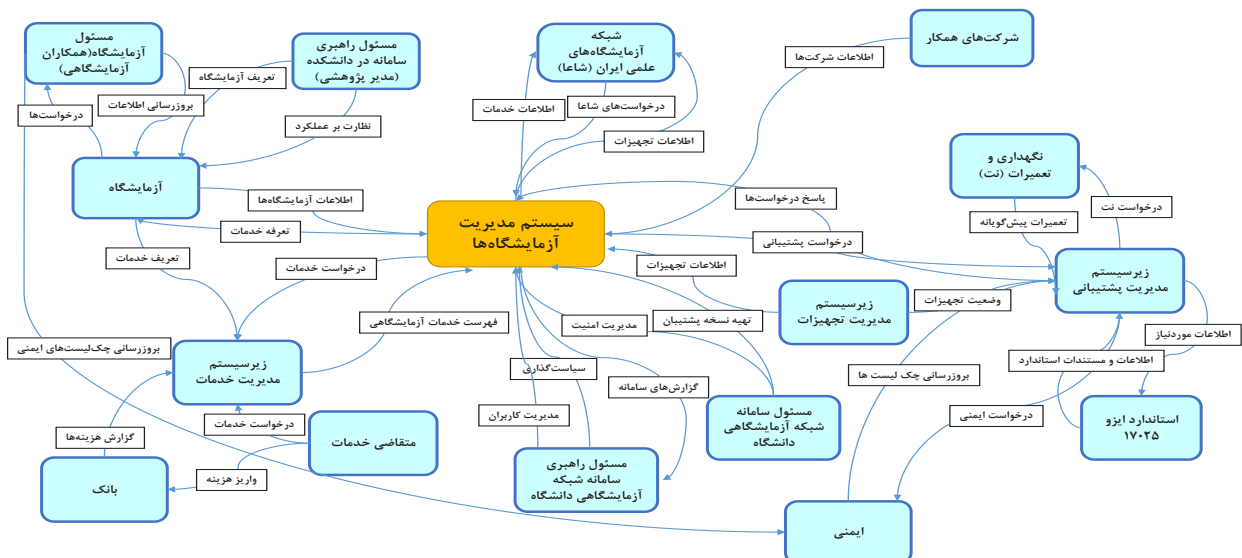 شرکت‌های همکار
اطلاعات شرکت‌ها
شبکه
آزمایشگاه‌های
علمی ایران (شاعا)
اطلاعات خدمات
درخواست‌های شاعا
اطلاعات تجهیزات
مسئول راهبری
سامانه در دانشکده
(مدیر پژوهشی)
مسئول
آزمایشگاه(همکاران
آزمایشگاهی)
تعریف آزمایشگاه
بروزرسانی اطلاعات
درخواست‌ها
نظارت بر عملکرد
آزمایشگاه
نگهداری و
تعمیرات (نت)
درخواست نت
تعمیرات پیش‌گویانه
پاسخ درخواست‌ها
درخواست پشتیبانی
سیستم مدیریت
آزمایشگاه‌ها
اطلاعات آزمایشگاه‌ها
تعرفه خدمات
تعریف خدمات
درخواست خدمات
زیرسیستم
مدیریت پشتیبانی
وضعیت تجهیزات
زیرسیستم
مدیریت تجهیزات
اطلاعات تجهیزات
تهیه نسخه پشتیبان
مدیریت امنیت
فهرست خدمات آزمایشگاهی
اطلاعات موردنیاز
اطلاعات و مستندات استاندارد
بروزرسانی چک لیست ها
سیاست‌گذاری
گزارش‌های سامانه
مدیریت کاربران
زیرسیستم
مدیریت خدمات
بروزرسانی چک‌لیست‌های ایمنی
استاندارد ایزو
۱۷۰۲۵
درخواست ایمنی
مسئول سامانه
شبکه آزمایشگاهی
دانشگاه
مسئول راهبری
سامانه شبکه
آزمایشگاهی دانشگاه
درخواست خدمات
متقاضی خدمات
گزارش هزینه‌ها
واریز هزینه
بانک
ایمنی